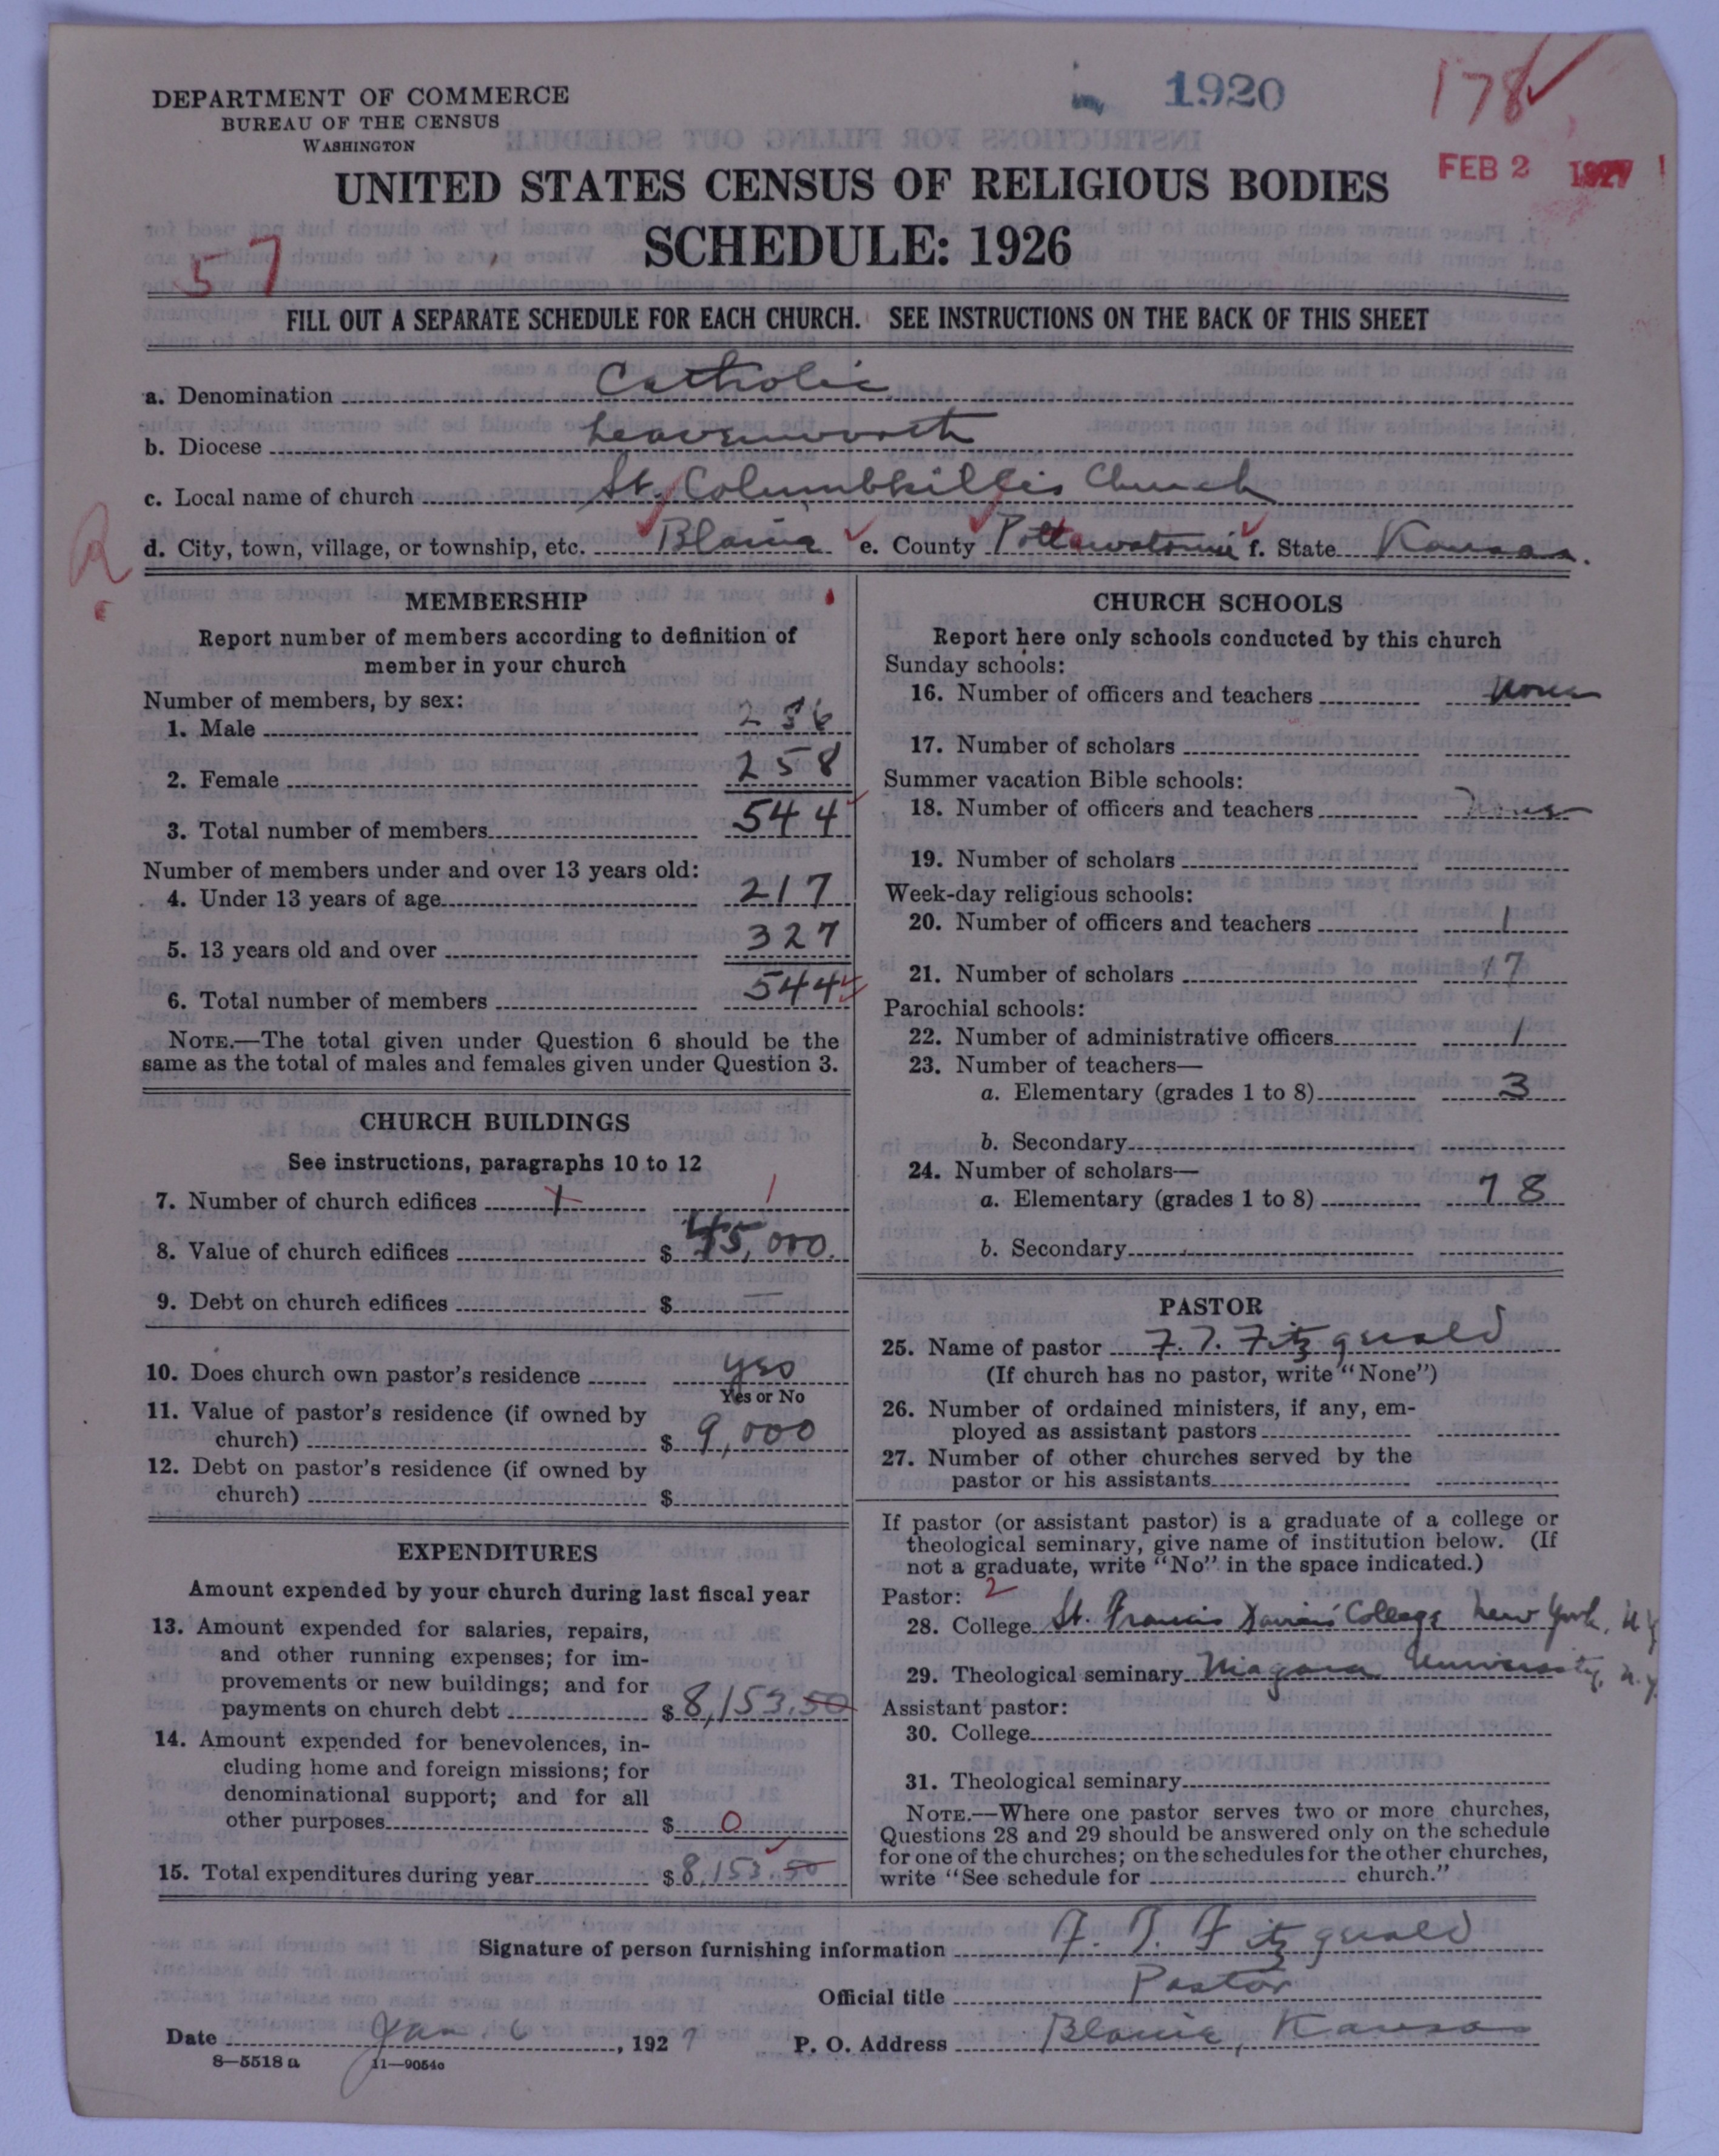 DEPARTMENT OF COMMERCE
BUREAU OF THE CENSUS
WASHINGTON
1920
178
FEB 2 1927
UNITED STATES CENSUS OF RELIGIOUS BODIES
SCHEDULE: 1926
57
FILL OUT A SEPARATE SCHEDULE FOR EACH CHURCH. SEE INSTRUCTIONS ON THE BACK OF THIS SHEET
a. Denomination Catholic
b. Diocese Leavenworth
c. Local name of church St. Columbkillis Church
d. City, town, village, or township, etc. Blaine e. County Pottawatomie f. State Kansas.
R
MEMBERSHIP
Report number of members according to definition of
member in your church
Number of members, by sex:
1. Male 286
2. Female 258
3. Total number of members 544
Number of members under and over 13 years old:
4. Under 13 years of age 217
5. 13 years old and over 327
6. Total number of members 544
NOTE.—The total given under Question 6 should be the
same as the total of males and females given under Question 3.
CHURCH BUILDINGS
See instructions, paragraphs 10 to 12
7. Number of church edifices 1 1
8. Value of church edifices $ 45,000
9. Debt on church edifices $ —
10. Does church own pastor's residence yes
Yes or No
11. Value of pastor's residence (if owned by
church) $ 9,000
12. Debt on pastor's residence (if owned by
church) $
EXPENDITURES
Amount expended by your church during last fiscal year
13. Amount expended for salaries, repairs,
and other running expenses; for im-
provements or new buildings; and for
payments on church debt $ 8,153.50
14. Amount expended for benevolences, in-
cluding home and foreign missions; for
denominational support; and for all
other purposes $ 0
15. Total expenditures during year $ 8,153.50
CHURCH SCHOOLS
Report here only schools conducted by this church
Sunday schools:
16. Number of officers and teachers None
17. Number of scholars
Summer vacation Bible schools:
18. Number of officers and teachers None
19. Number of scholars
Week-day religious schools:
20. Number of officers and teachers 1
21. Number of scholars 17
Parochial schools:
22. Number of administrative officers 1
23. Number of teachers—
a. Elementary (grades 1 to 8) 3
b. Secondary
24. Number of scholars—
a. Elementary (grades 1 to 8) 78
b. Secondary
PASTOR
25. Name of pastor F. T. Fitzgerald
(If church has no pastor, write "None")
26. Number of ordained ministers, if any, em-
ployed as assistant pastors
27. Number of other churches served by the
pastor or his assistants
If pastor (or assistant pastor) is a graduate of a college or
theological seminary, give name of institution below. (If
not a graduate, write "No" in the space indicated.)
Pastor: 2
28. College St. Francis Xavier's College New York, N.Y.
29. Theological seminary Niagara University, N.Y.
Assistant pastor:
30. College
31. Theological seminary
NOTE.—Where one pastor serves two or more churches,
Questions 28 and 29 should be answered only on the schedule
for one of the churches; on the schedules for the other churches,
write "See schedule for church."
Signature of person furnishing information F. T. Fitzgerald
Official title Pastor
Date Jan. 6, 1927 P. O. Address Blaine, Kansas
8—5518a 11—9054c